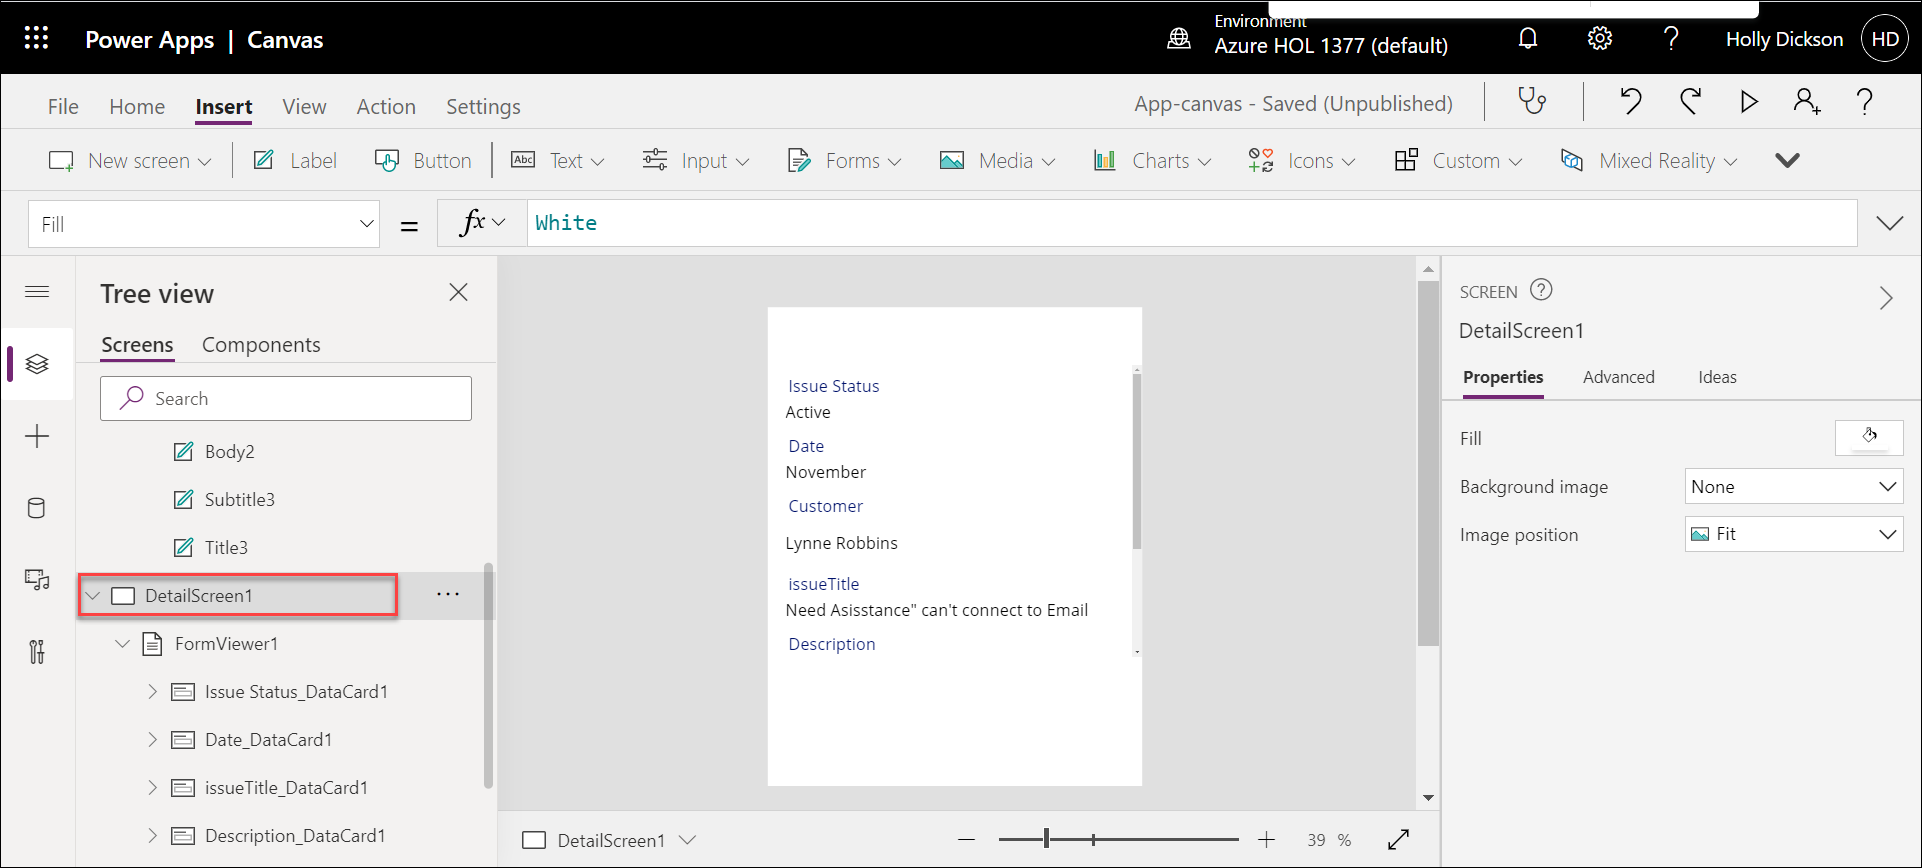 Power Apps | Canvas
Environment
Azure HOL 1377 (default)
?
Holly Dickson
HD
File Home Insert View Action Settings
App-canvas - Saved (Unpublished)
?
New screen Label Button Abc Text Input Forms Media Charts Icons Custom Mixed Reality
Fill = fx White
Tree view
Screens Components
Search
Body2
Subtitle3
Title3
DetailScreen1 ...
FormViewer1
Issue Status_DataCard1
Date_DataCard1
issueTitle_DataCard1
Description_DataCard1
Issue Status
Active
Date
November
Customer
Lynne Robbins
issueTitle
Need Asisstance" can't connect to Email
Description
DetailScreen1
39 %
SCREEN ?
DetailScreen1
Properties Advanced Ideas
Fill
Background image None
Image position Fit